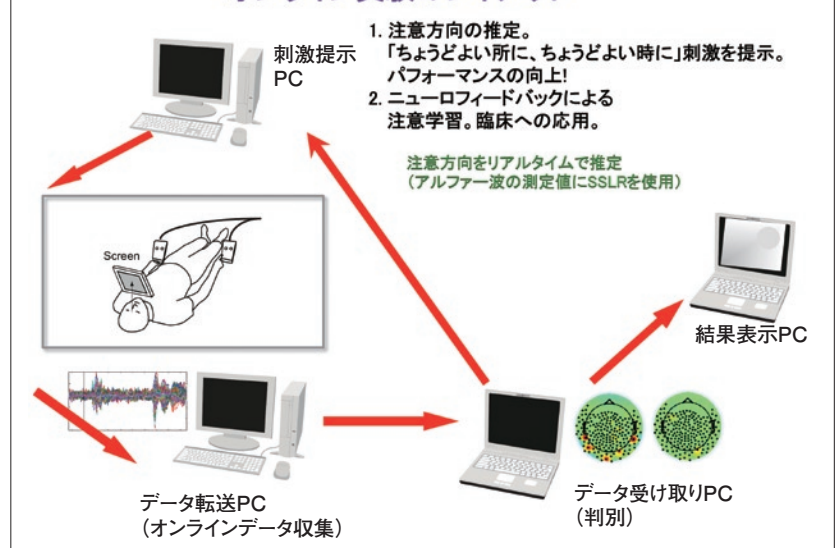 1. 注意方向の推定。
「ちょうどよい所に、ちょうどよい時に」刺激を提示。
パフォーマンスの向上!
2. ニューロフィードバックによる
注意学習。臨床への応用。
刺激提示
PC
注意方向をリアルタイムで推定
(アルファー波の測定値にSSLRを使用)
Screen
結果表示PC
データ転送PC
(オンラインデータ収集)
データ受け取りPC
(判別)